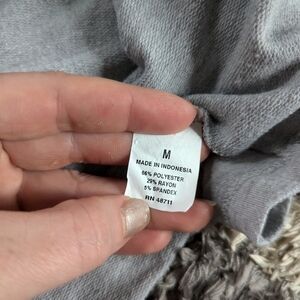 M
MADE IN INDONESIA
66% POLYESTER
29% RAYON
5% SPANDEX
RN 48711